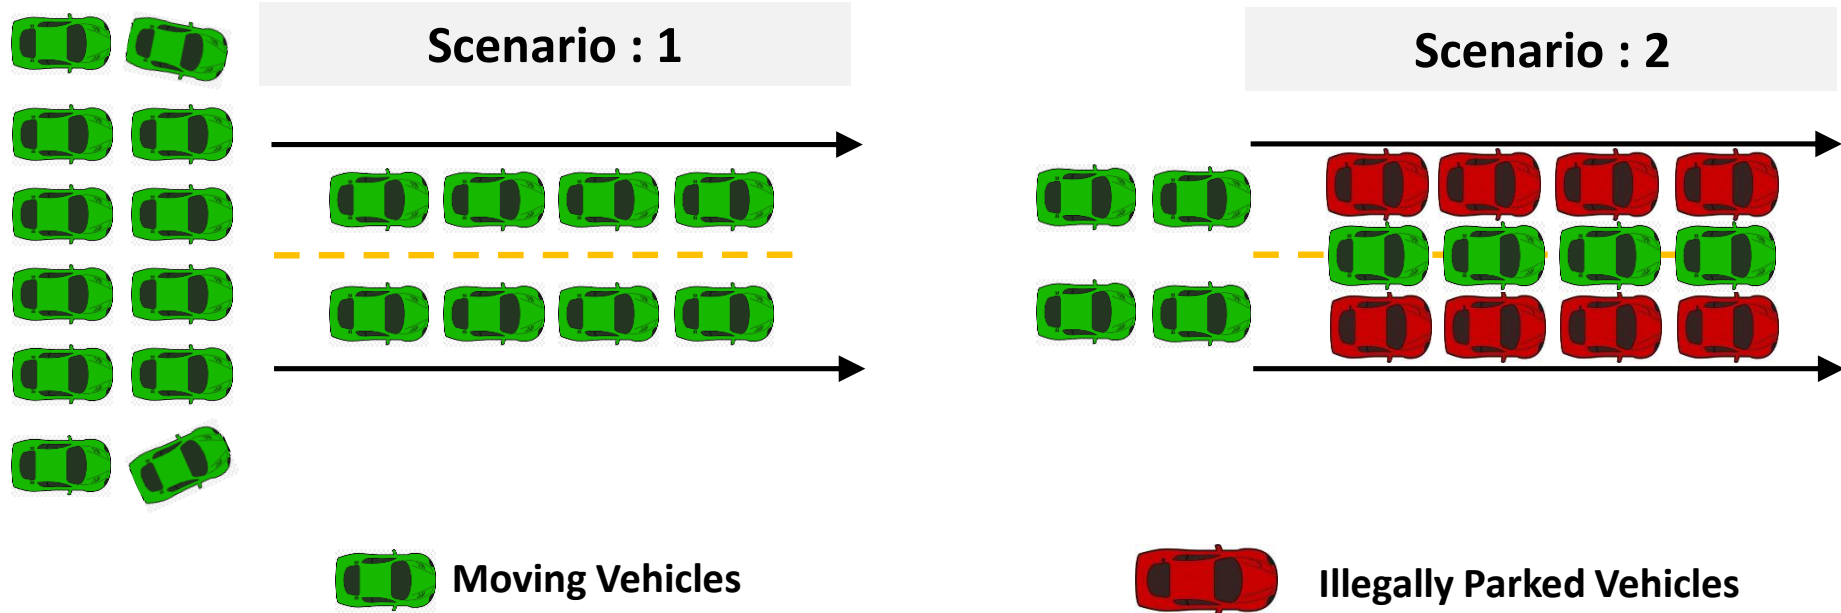 Scenario : 1
Scenario : 2
Moving Vehicles
Illegally Parked Vehicles